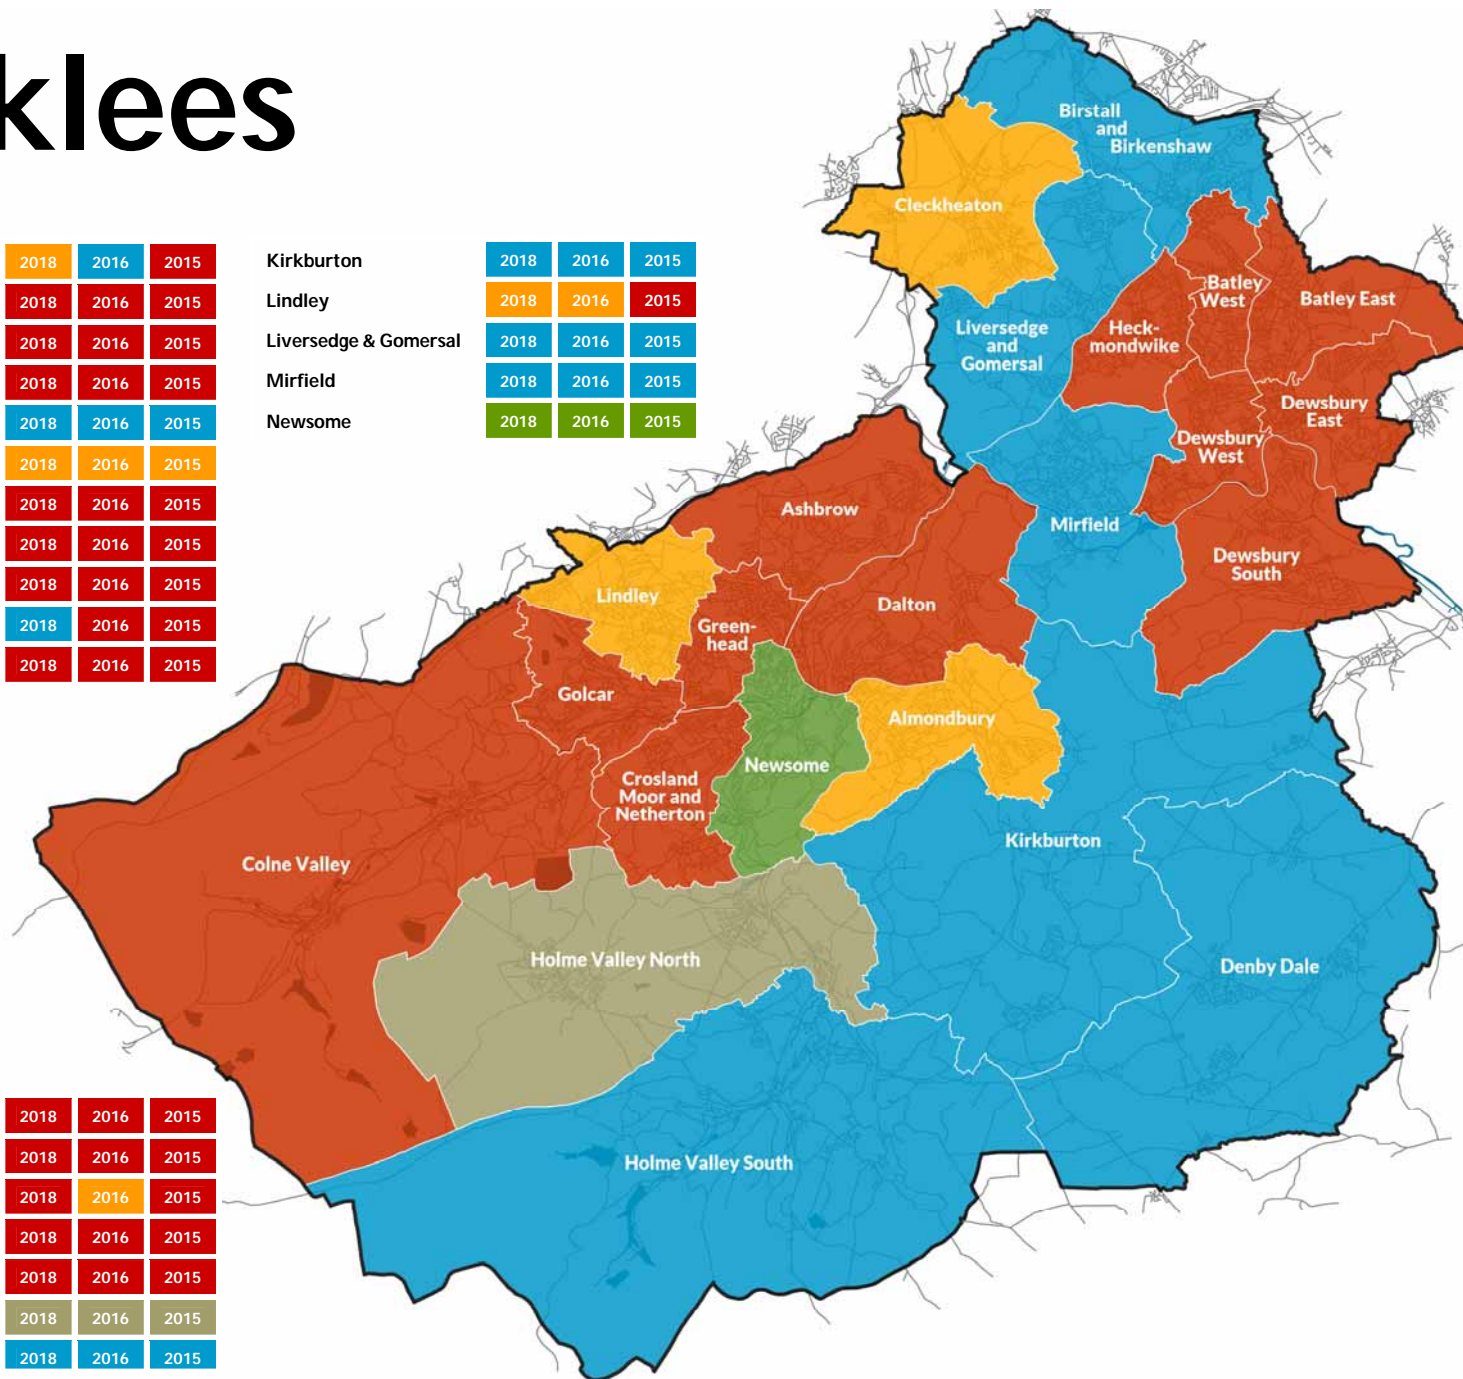 klees
2018 2016 2015
2018 2016 2015
2018 2016 2015
2018 2016 2015
2018 2016 2015
2018 2016 2015
2018 2016 2015
2018 2016 2015
2018 2016 2015
2018 2016 2015
2018 2016 2015
Kirkburton 2018 2016 2015
Lindley 2018 2016 2015
Liversedge & Gomersal 2018 2016 2015
Mirfield 2018 2016 2015
Newsome 2018 2016 2015
2018 2016 2015
2018 2016 2015
2018 2016 2015
2018 2016 2015
2018 2016 2015
2018 2016 2015
2018 2016 2015
Birstall
and
Birkenshaw
Cleckheaton
Batley
West
Batley East
Liversedge
and
Gomersal
Heck-
mondwike
Dewsbury
East
Dewsbury
West
Ashbrow
Mirfield
Dewsbury
South
Lindley
Dalton
Green-
head
Golcar
Almondbury
Newsome
Crosland
Moor and
Netherton
Kirkburton
Colne Valley
Holme Valley North
Denby Dale
Holme Valley South